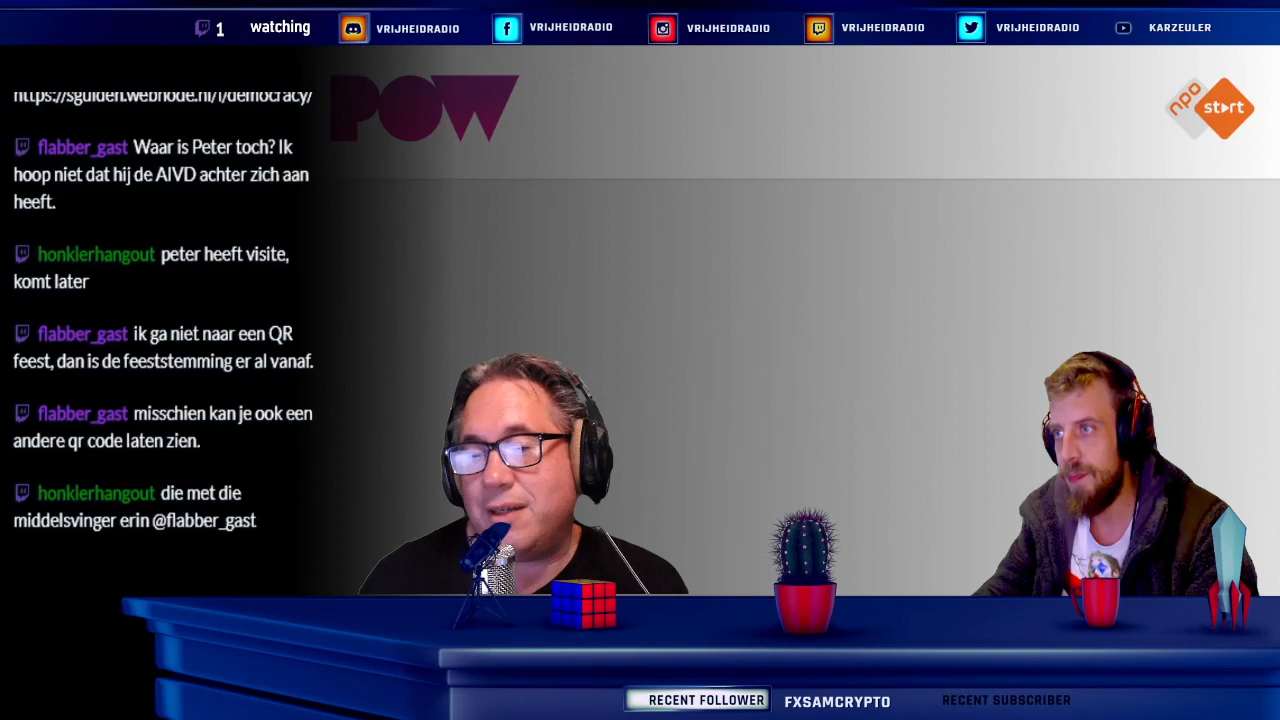 1 watching
VRIJHEIDRADIO
VRIJHEIDRADIO
VRIJHEIDRADIO
VRIJHEIDRADIO
VRIJHEIDRADIO
KARZEULER
POW
npo
start
https://sguiden.webnode.nl/l/democracy/
flabber_gast Waar is Peter toch? Ik
hoop niet dat hij de AIVD achter zich aan
heeft.
honklerhangout peter heeft visite,
komt later
flabber_gast ik ga niet naar een QR
feest, dan is de feeststemming er al vanaf.
flabber_gast misschien kan je ook een
andere qr code laten zien.
honklerhangout die met die
middelsvinger erin @flabber_gast
RECENT FOLLOWER
FXSAMCRYPTO
RECENT SUBSCRIBER